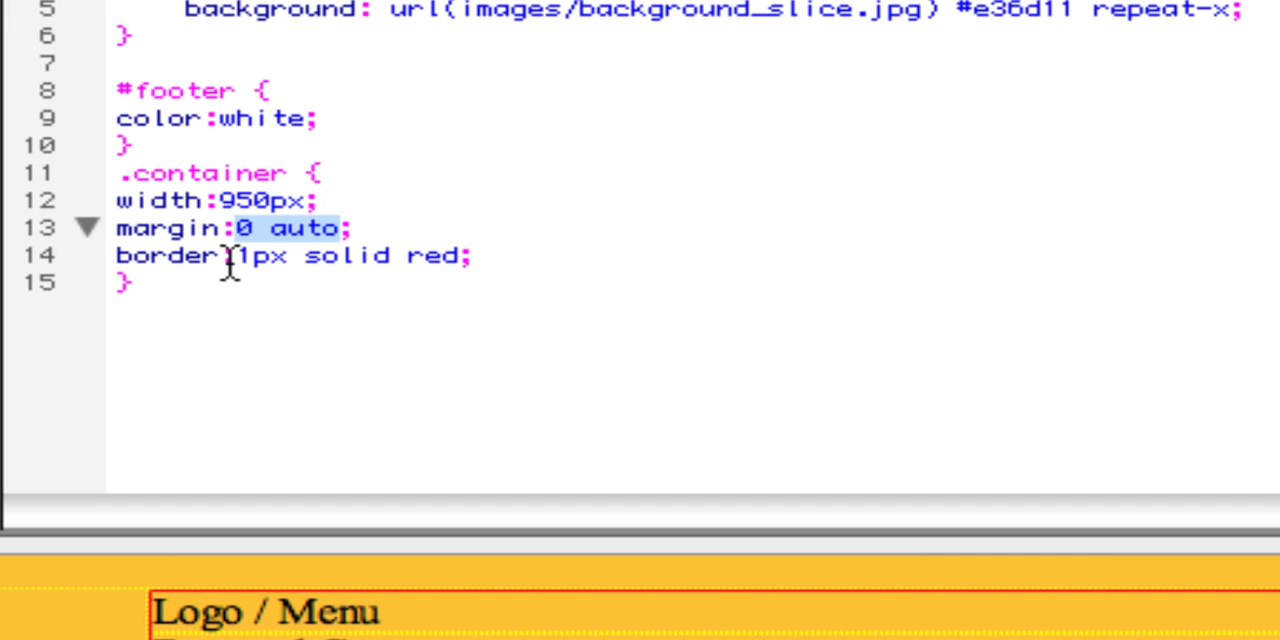 5 background: url(images/background_slice.jpg) #e36d11 repeat-x;
6 }
7
8 #footer {
9 color:white;
10 }
11 .container {
12 width:950px;
13 margin:0 auto;
14 border:1px solid red;
15 }
Logo / Menu